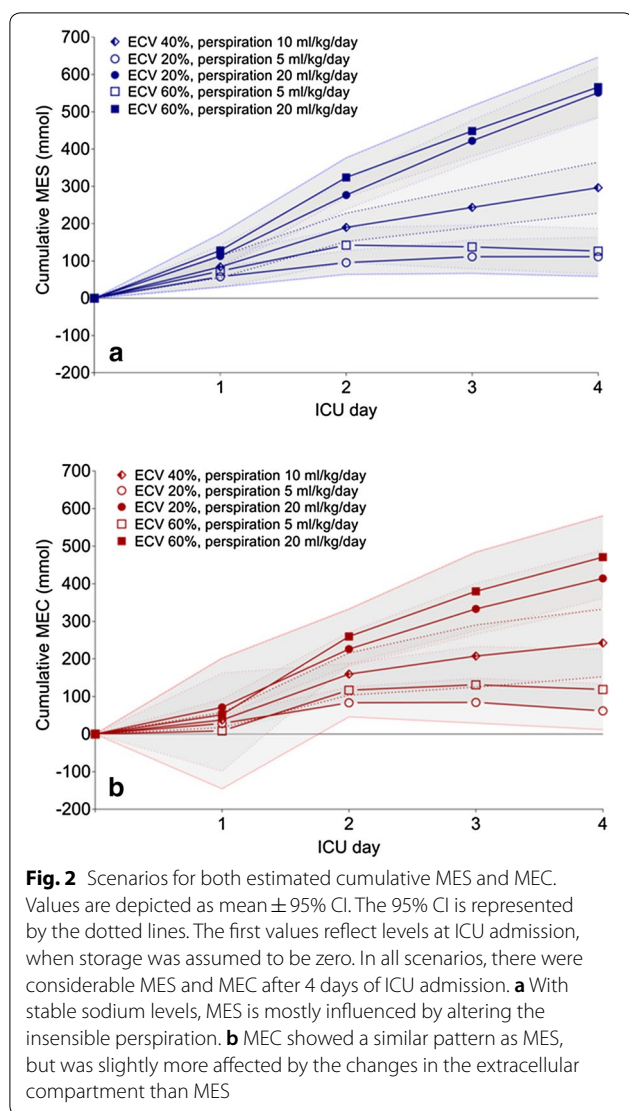 700
600
500
400
300
200
100
0
-100
-200
Cumulative MES (mmol)
ECV 40%, perspiration 10 ml/kg/day
ECV 20%, perspiration 5 ml/kg/day
ECV 20%, perspiration 20 ml/kg/day
ECV 60%, perspiration 5 ml/kg/day
ECV 60%, perspiration 20 ml/kg/day
a
1 2 3 4
ICU day
700
600
500
400
300
200
100
0
-100
-200
Cumulative MEC (mmol)
ECV 40%, perspiration 10 ml/kg/day
ECV 20%, perspiration 5 ml/kg/day
ECV 20%, perspiration 20 ml/kg/day
ECV 60%, perspiration 5 ml/kg/day
ECV 60%, perspiration 20 ml/kg/day
b
1 2 3 4
ICU day
Fig. 2 Scenarios for both estimated cumulative MES and MEC.
Values are depicted as mean ± 95% CI. The 95% CI is represented
by the dotted lines. The first values reflect levels at ICU admission,
when storage was assumed to be zero. In all scenarios, there were
considerable MES and MEC after 4 days of ICU admission. a With
stable sodium levels, MES is mostly influenced by altering the
insensible perspiration. b MEC showed a similar pattern as MES,
but was slightly more affected by the changes in the extracellular
compartment than MES